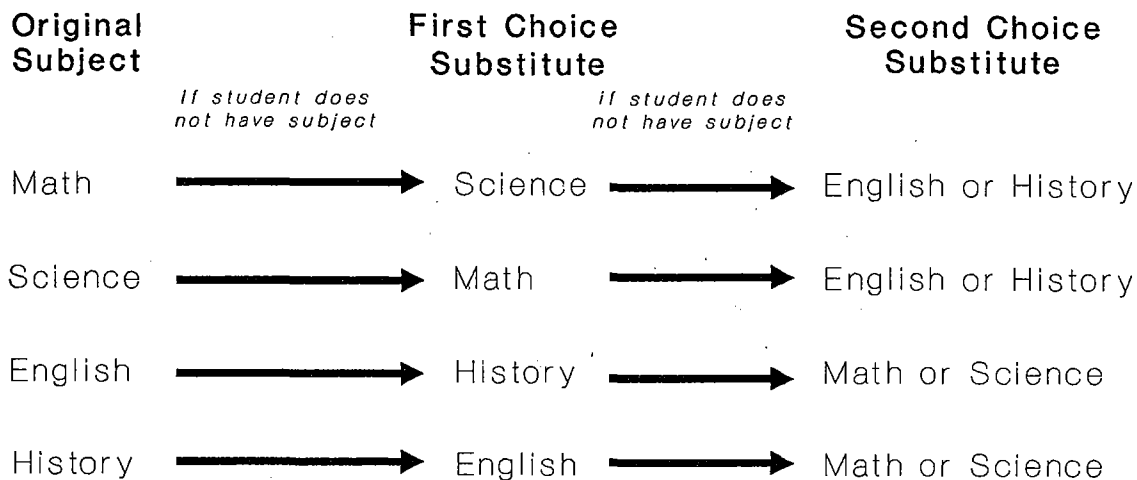 Original Subject
First Choice Substitute
Second Choice Substitute
If student does not have subject
if student does not have subject
Math
Science
English or History
Science
Math
English or History
English
History
Math or Science
History
English
Math or Science